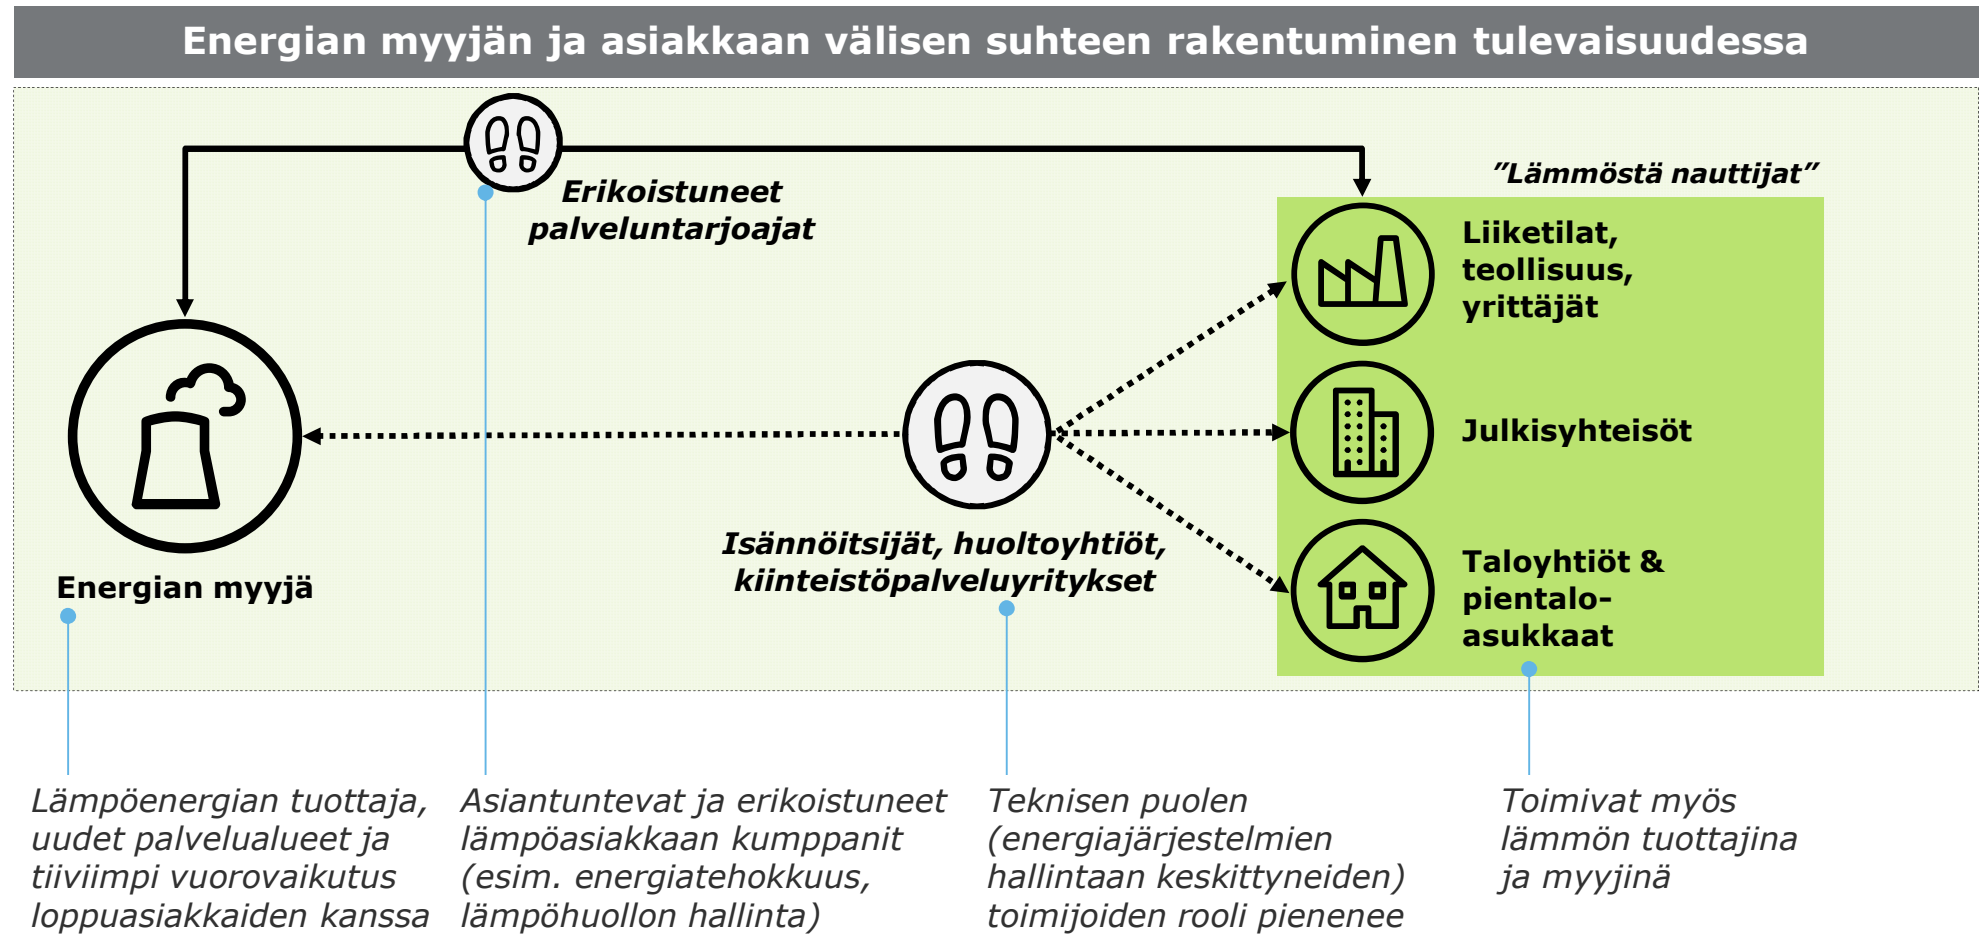 Energian myyjän ja asiakkaan välisen suhteen rakentuminen tulevaisuudessa
Erikoistuneet
palveluntarjoajat
”Lämmöstä nauttijat”
Liiketilat,
teollisuus,
yrittäjät
Julkisyhteisöt
Taloyhtiöt &
pientalo-
asukkaat
Isännöitsijät, huoltoyhtiöt,
kiinteistöpalveluyritykset
Energian myyjä
Lämpöenergian tuottaja,
uudet palvelualueet ja
tiiviimpi vuorovaikutus
loppuasiakkaiden kanssa
Asiantuntevat ja erikoistuneet
lämpöasiakkaan kumppanit
(esim. energiatehokkuus,
lämpöhuollon hallinta)
Teknisen puolen
(energiajärjestelmien
hallintaan keskittyneiden)
toimijoiden rooli pienenee
Toimivat myös
lämmön tuottajina
ja myyjinä